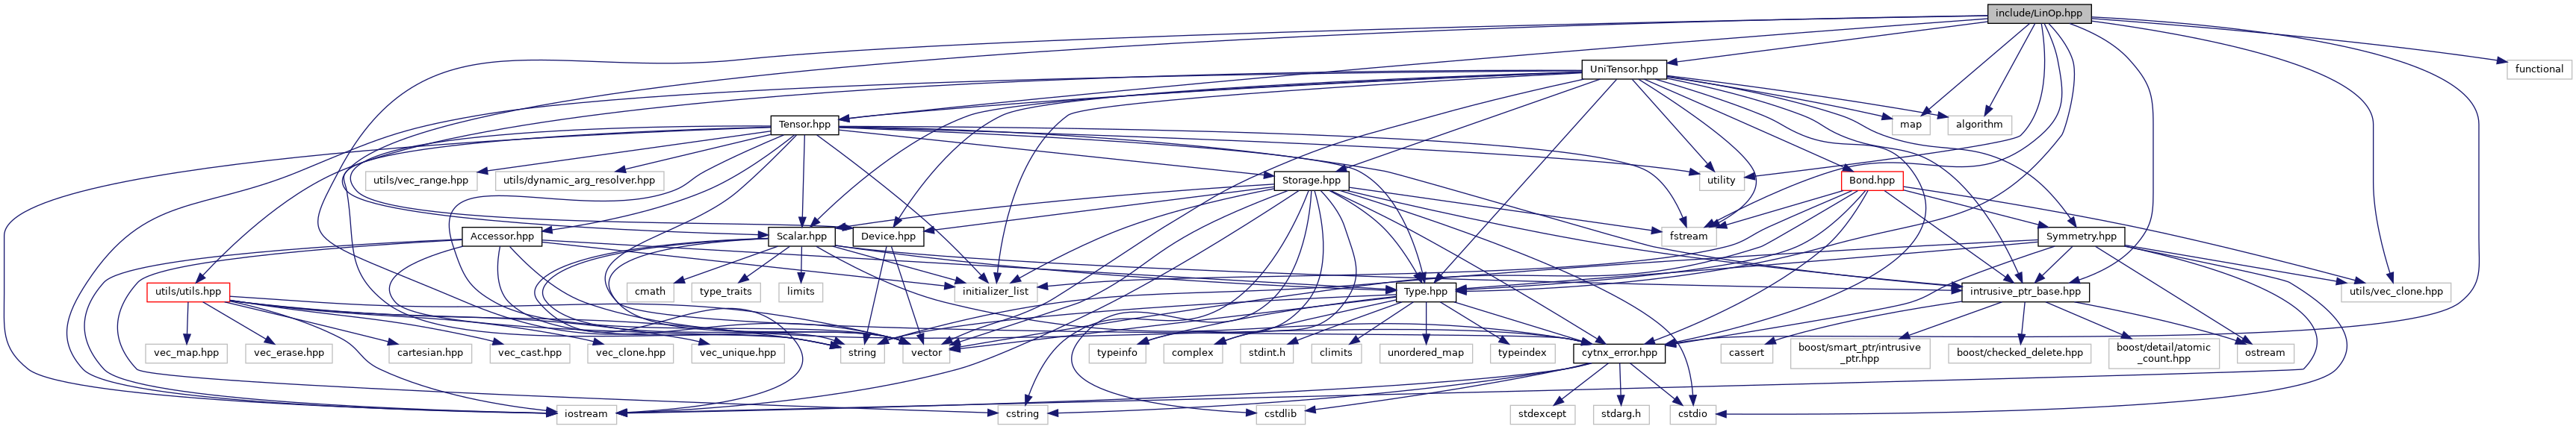 include/LinOp.hpp
UniTensor.hpp
functional
Tensor.hpp
map
algorithm
utils/vec_range.hpp
utils/dynamic_arg_resolver.hpp
Storage.hpp
utility
Bond.hpp
Accessor.hpp
Scalar.hpp
Device.hpp
fstream
Symmetry.hpp
utils/utils.hpp
cmath
type_traits
limits
initializer_list
Type.hpp
intrusive_ptr_base.hpp
utils/vec_clone.hpp
vec_map.hpp
vec_erase.hpp
cartesian.hpp
vec_cast.hpp
vec_clone.hpp
vec_unique.hpp
string
vector
typeinfo
complex
stdint.h
climits
unordered_map
typeindex
cytnx_error.hpp
cassert
boost/smart_ptr/intrusive
_ptr.hpp
boost/checked_delete.hpp
boost/detail/atomic
_count.hpp
ostream
iostream
cstring
cstdlib
stdexcept
stdarg.h
cstdio